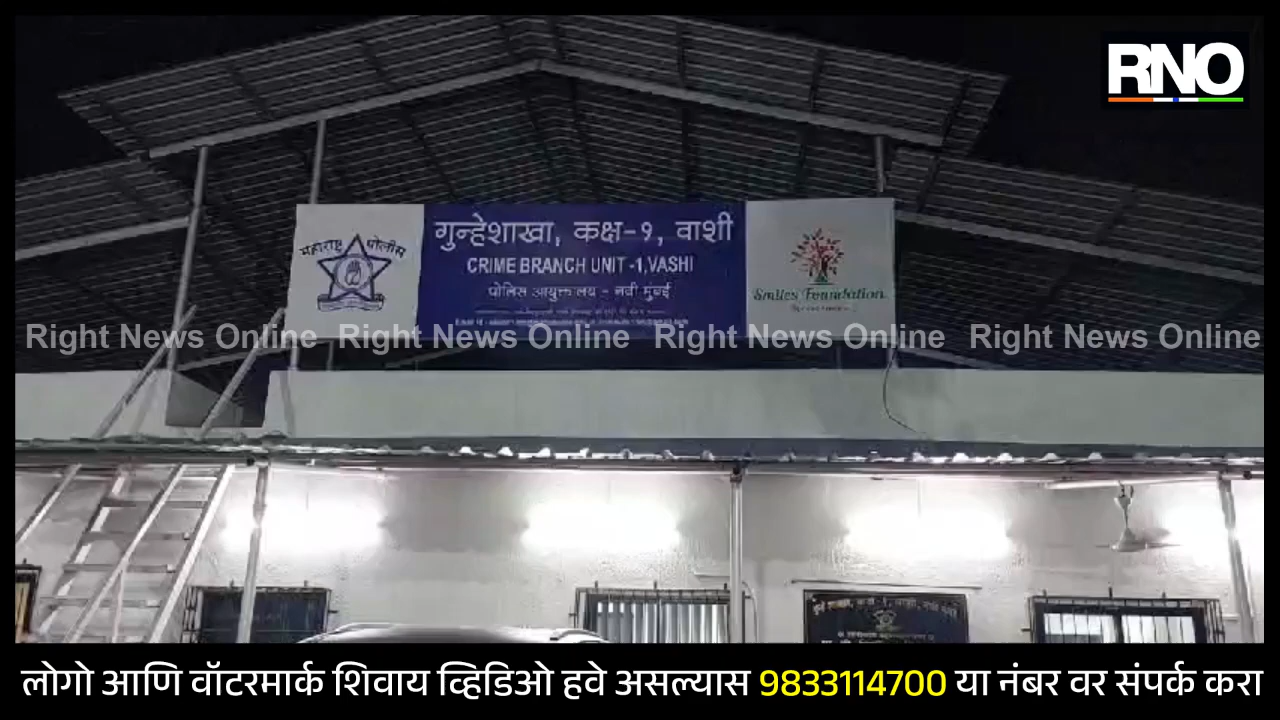 RNO
महाराष्ट्र पोलीस
गुन्हेशाखा, कक्ष-१, वाशी
CRIME BRANCH UNIT -1,VASHI
पोलिस आयुक्तालय - नवी मुंबई
Smiles Foundation
Right News Online Right News Online Right News Online Right News Online
लोगो आणि वॉटरमार्क शिवाय व्हिडिओ हवे असल्यास 9833114700 या नंबर वर संपर्क करा